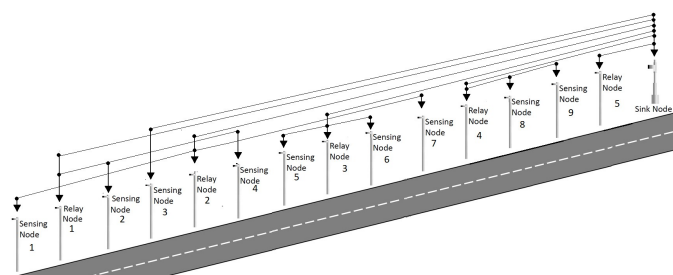 Sensing
Node
1
Relay
Node
1
Sensing
Node
2
Sensing
Node
3
Relay
Node
2
Sensing
Node
4
Sensing
Node
5
Relay
Node
3
Sensing
Node
6
Sensing
Node
7
Relay
Node
4
Sensing
Node
8
Sensing
Node
9
Relay
Node
5
Sink Node